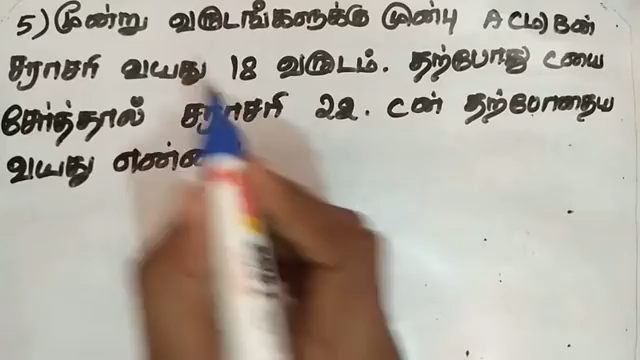 5) மூன்று வருடங்களுக்கு முன்பு A (ம) B ன்
சராசரி வயது 18 வருடம். தற்போது C யை
சேர்த்தால் சராசரி 22. C ன் தற்போதைய
வயது